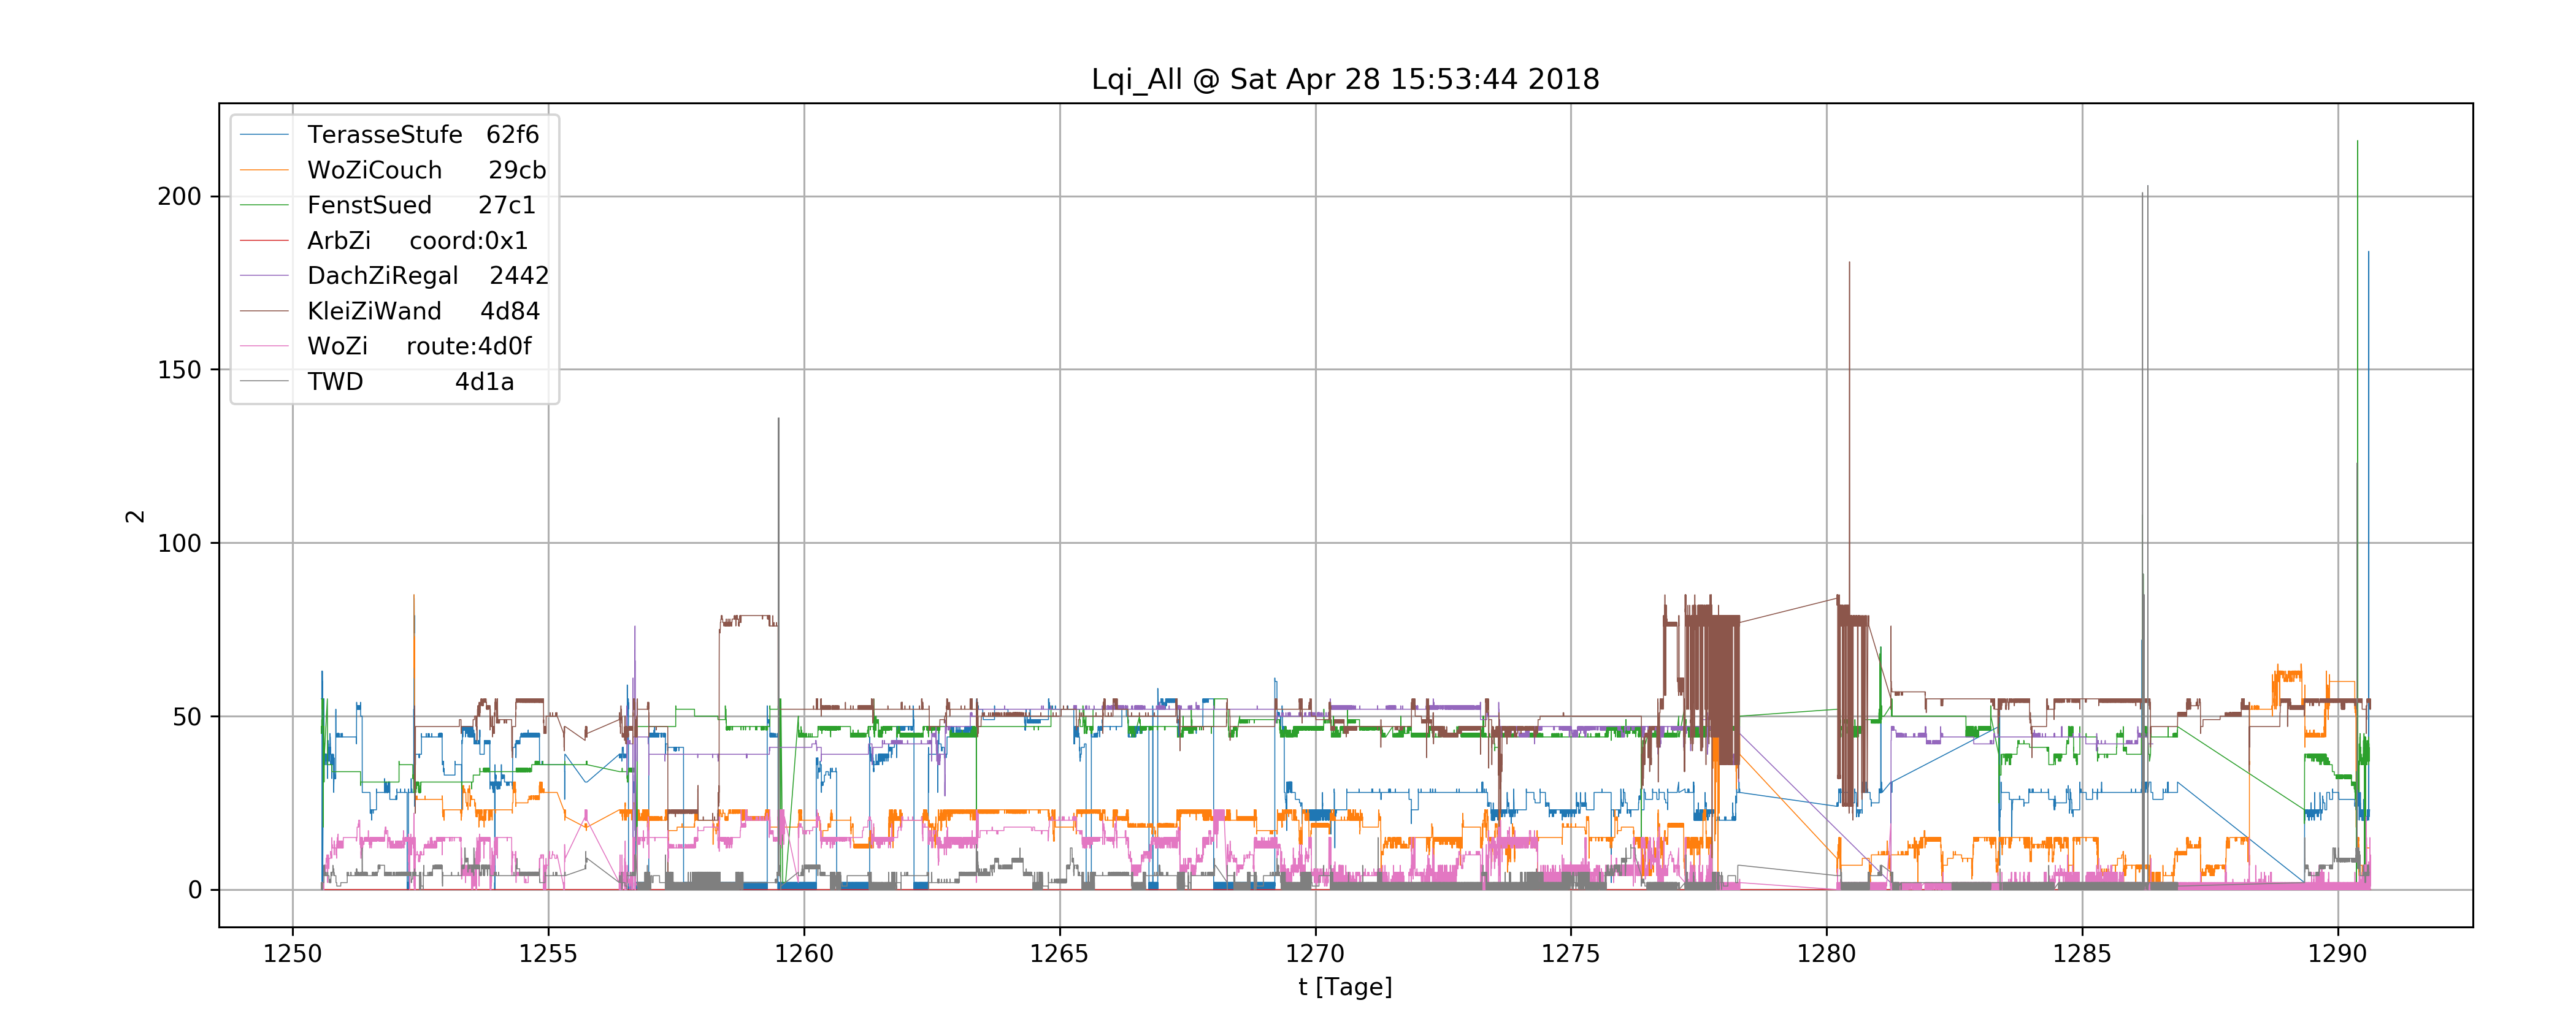 Lqi_All @ Sat Apr 28 15:53:44 2018
TerasseStufe 62f6
WoZiCouch 29cb
FenstSued 27c1
ArbZi coord:0x1
DachZiRegal 2442
KleiZiWand 4d84
WoZi route:4d0f
TWD 4d1a
200
150
100
50
0
2
1250 1255 1260 1265 1270 1275 1280 1285 1290
t [Tage]